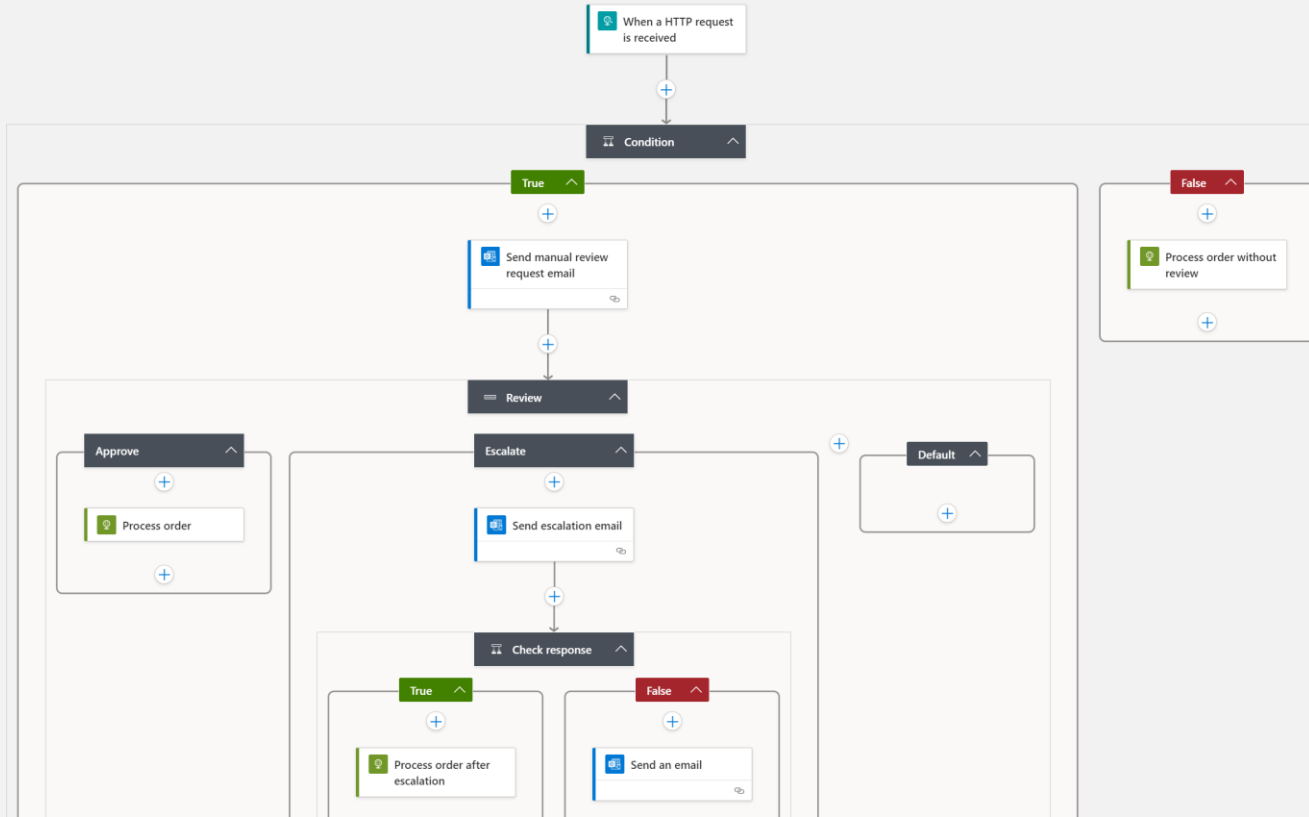 When a HTTP request
is received
Condition
True
False
Send manual review
request email
Process order without
review
Review
Approve
Escalate
Default
Process order
Send escalation email
Check response
True
False
Process order after
escalation
Send an email